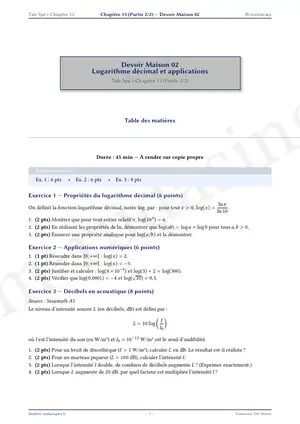 Tale Spé • Chapitre 13
Chapitre 13 (Partie 2/2) — Devoir Maison 02
Devoir Maison 02
Logarithme décimal et applications
Tale Spé • Chapitre 13 (Partie 2/2)
Table des matières
Durée : 45 min — À rendre sur copie propre
Ex. 1 : 6 pts • Ex. 2 : 6 pts • Ex. 3 : 8 pts
Exercice 1 — Propriétés du logarithme décimal (6 points)
On définit la fonction logarithme décimal, notée log, par : pour tout x > 0, log(x) = ln x / ln 10.
1. (2 pts) Montrer que pour tout entier relatif n, log(10ⁿ) = n.
2. (2 pts) En utilisant les propriétés de ln, démontrer que log(ab) = log a + log b pour tous a, b > 0.
3. (2 pts) Énoncer une propriété analogue pour log(a/b) et la démontrer.
Exercice 2 — Applications numériques (6 points)
1. (1 pt) Résoudre dans ]0;+∞[ : log(x) = 2.
2. (1 pt) Résoudre dans ]0;+∞[ : log(x) = −3.
3. (2 pts) Justifier et calculer : log(4 × 10⁻³) et log(3) + 2 = log(300).
4. (2 pts) Vérifier que log(0,0001) = −4 et log(√10) = 0,5.
Exercice 3 — Décibels en acoustique (8 points)
Source : Sesamath A3
Le niveau d'intensité sonore L (en décibels, dB) est défini par :
L = 10 log(I/I₀)
où I est l'intensité du son (en W/m²) et I₀ = 10⁻¹² W/m² est le seuil d'audibilité.
1. (2 pts) Pour un bruit de discothèque (I = 1 W/m²), calculer L en dB. Le résultat est-il réaliste ?
2. (2 pts) Pour un marteau piqueur (L = 100 dB), calculer l'intensité I.
3. (2 pts) Lorsque l'intensité I double, de combien de décibels augmente L ? (Exprimer exactement.)
4. (2 pts) Lorsque L augmente de 20 dB, par quel facteur est multipliée l'intensité I ?
– 1 –